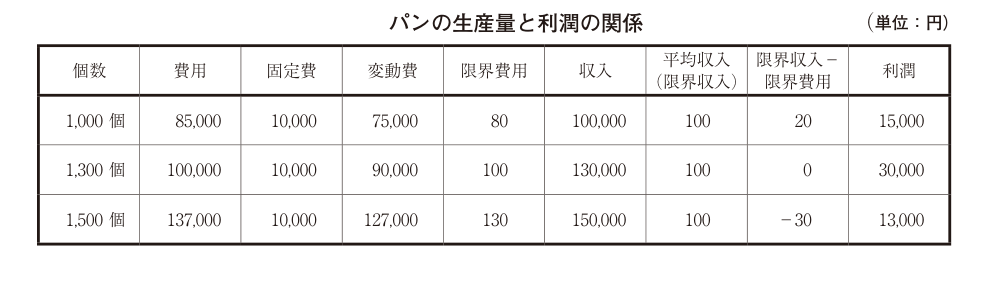 パンの生産量と利潤の関係
（単位：円）
個数 費用 固定費 変動費 限界費用 収入 平均収入（限界収入） 限界収入－限界費用 利潤
1,000 個 85,000 10,000 75,000 80 100,000 100 20 15,000
1,300 個 100,000 10,000 90,000 100 130,000 100 0 30,000
1,500 個 137,000 10,000 127,000 130 150,000 100 －30 13,000